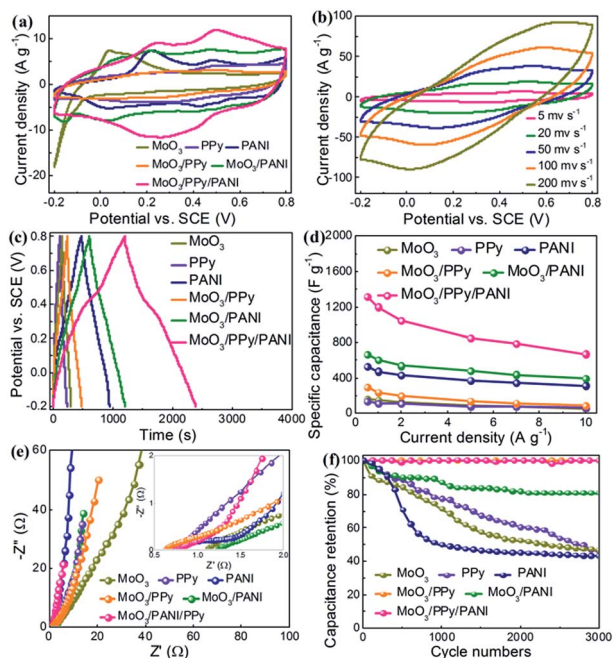 (a)
Current density (A g⁻¹)
20
10
0
-10
-20
MoO₃ PPy PANI
MoO₃/PPy MoO₃/PANI
MoO₃/PPy/PANI
-0.2 0.0 0.2 0.4 0.6 0.8
Potential vs. SCE (V)
(b)
Current density (A g⁻¹)
100
50
0
-50
-100
5 mv s⁻¹
20 mv s⁻¹
50 mv s⁻¹
100 mv s⁻¹
200 mv s⁻¹
-0.2 0.0 0.2 0.4 0.6 0.8
Potential vs. SCE (V)
(c)
Potential vs. SCE (V)
0.8
0.4
0.0
-0.2
MoO₃
PPy
PANI
MoO₃/PPy
MoO₃/PANI
MoO₃/PPy/PANI
0 1000 2000 3000 4000
Time (s)
(d)
Specific capacitance (F g⁻¹)
2000
1600
1200
800
400
0
MoO₃ PPy PANI
MoO₃/PPy MoO₃/PANI
MoO₃/PPy/PANI
0 2 4 6 8 10
Current density (A g⁻¹)
(e)
-Z'' (Ω)
60
40
20
0
-Z'' (Ω)
2
1
0
0.5 1.0 1.5 2.0
Z' (Ω)
MoO₃ PPy PANI
MoO₃/PPy MoO₃/PANI
MoO₃/PANI/PPy
0 20 40 60 80 100
Z' (Ω)
(f)
Capacitance retention (%)
100
80
60
40
20
0
MoO₃ PPy PANI
MoO₃/PPy MoO₃/PANI
MoO₃/PPy/PANI
0 1000 2000 3000
Cycle numbers